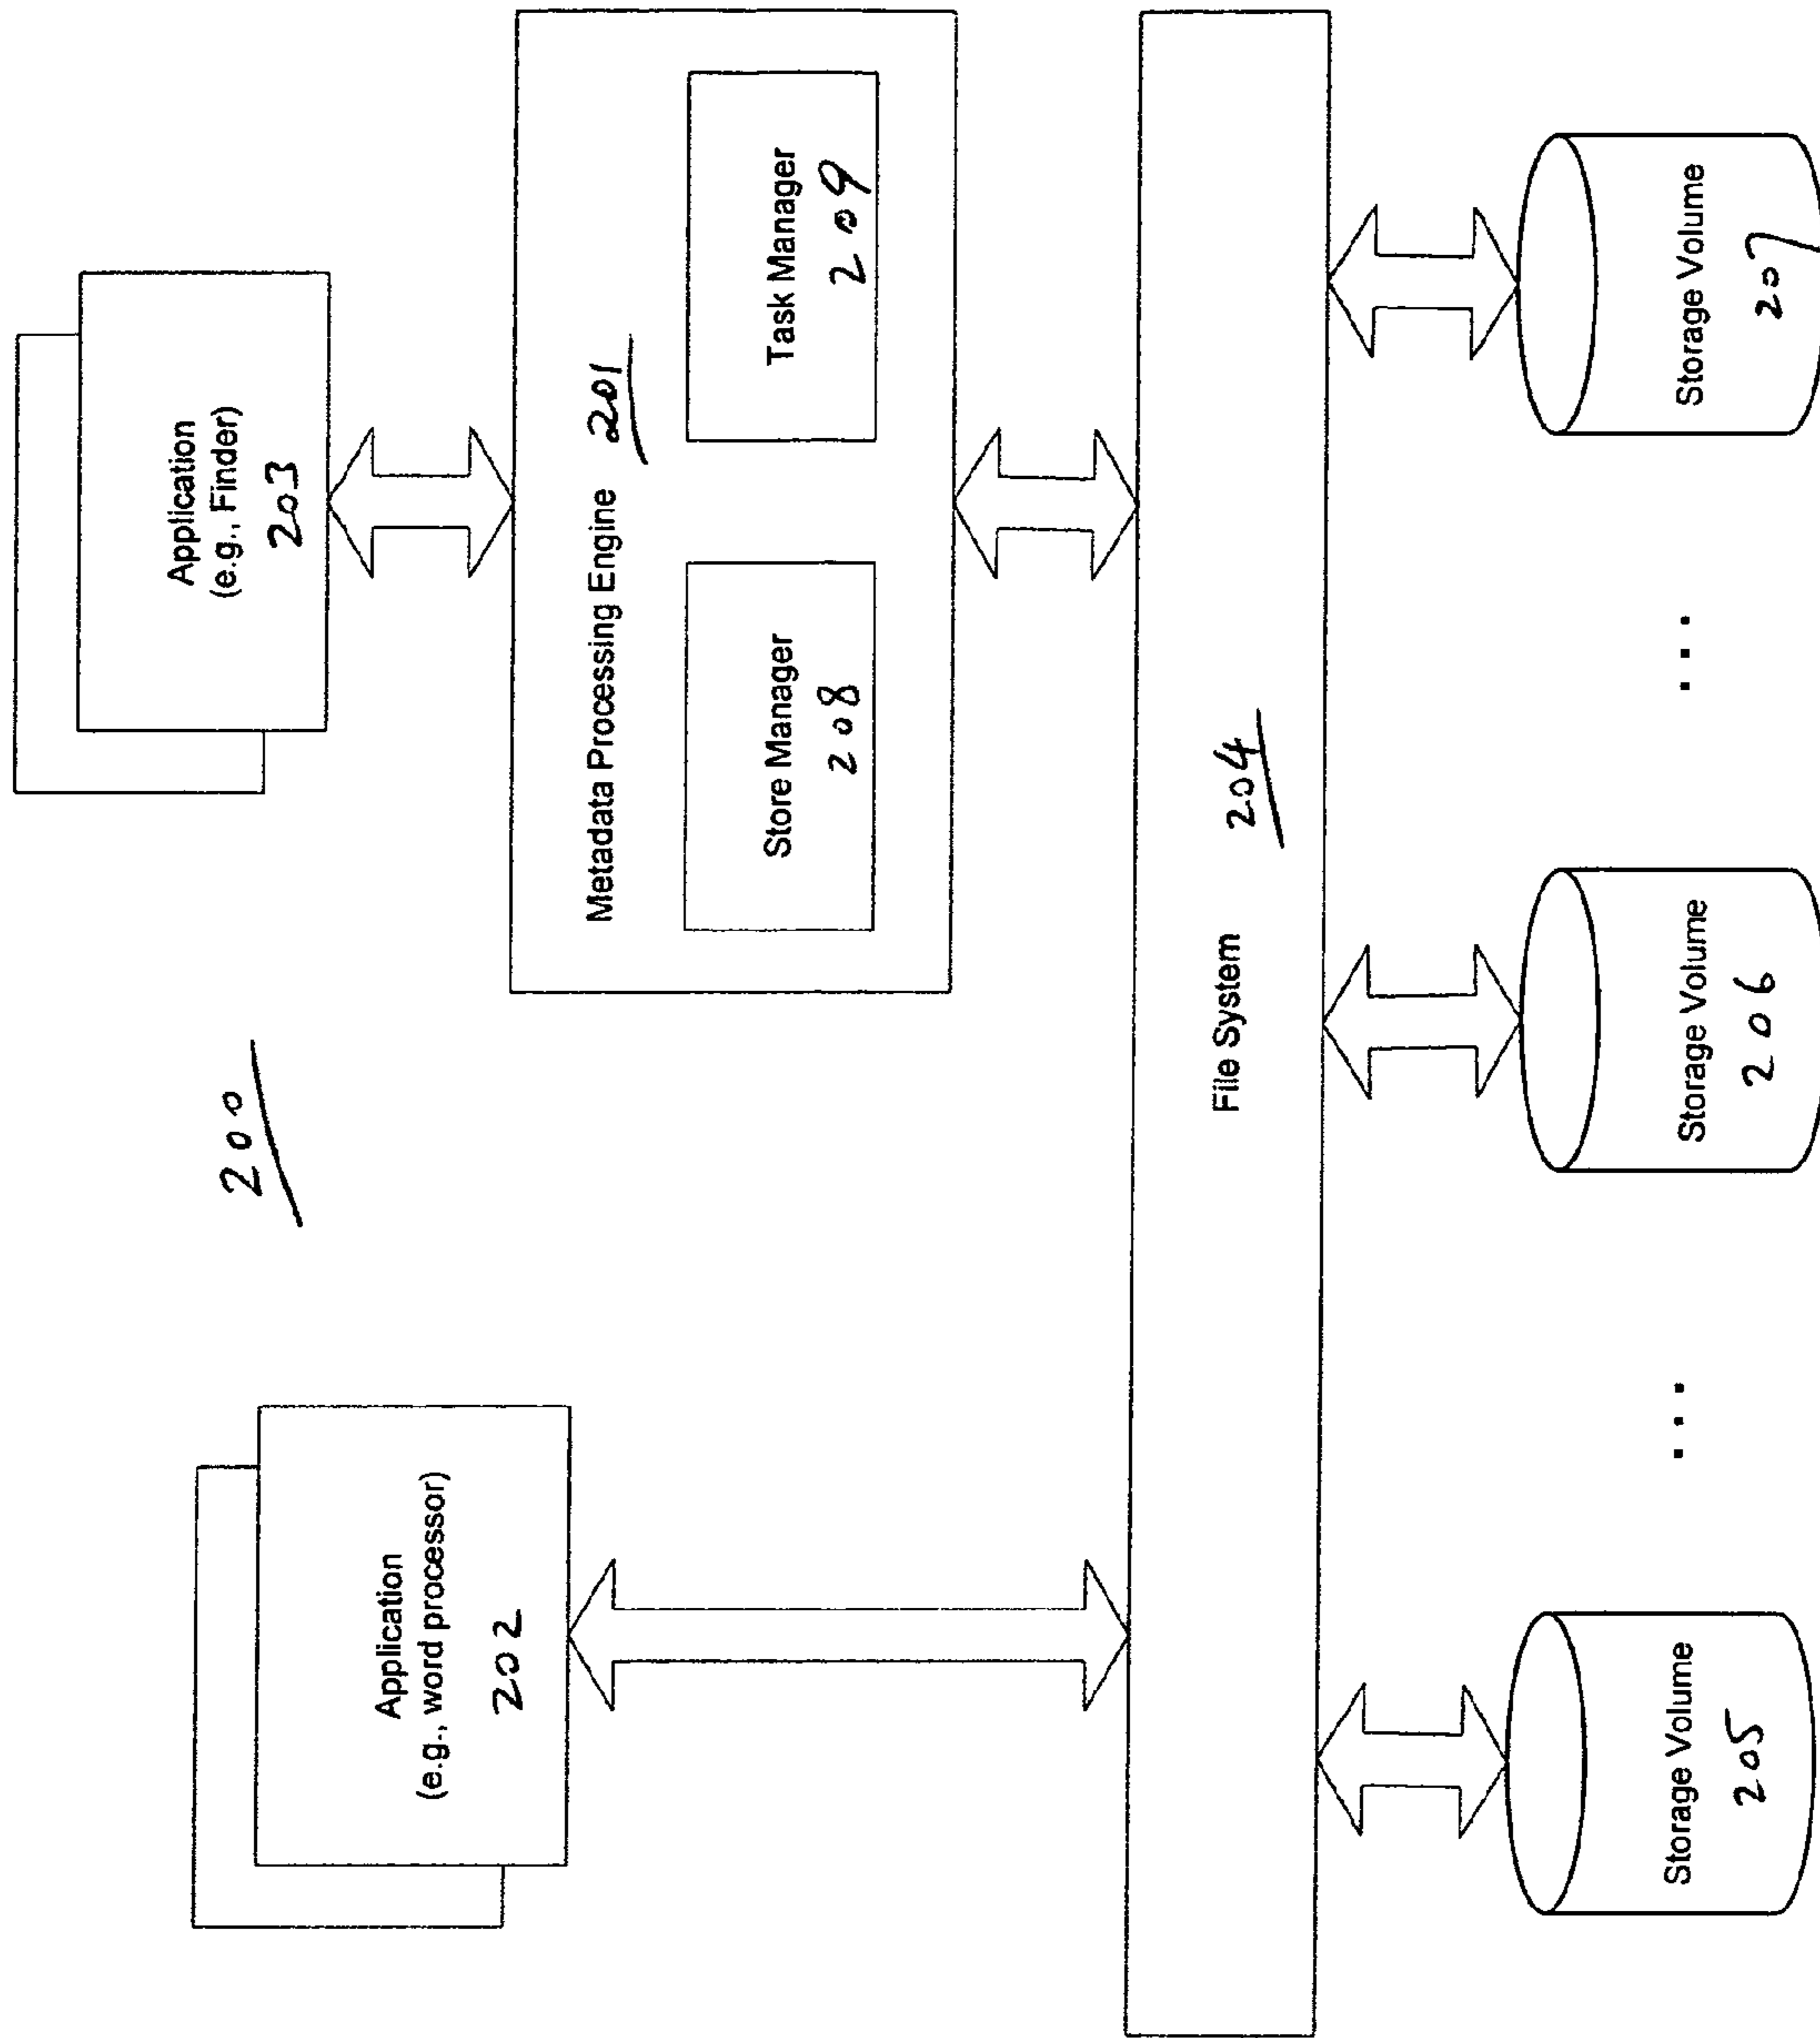 200
Application
(e.g., word processor)
202
Application
(e.g., Finder)
203
Metadata Processing Engine 201
Store Manager
208
Task Manager
209
File System 204
Storage Volume
205
...
Storage Volume
206
...
Storage Volume
207